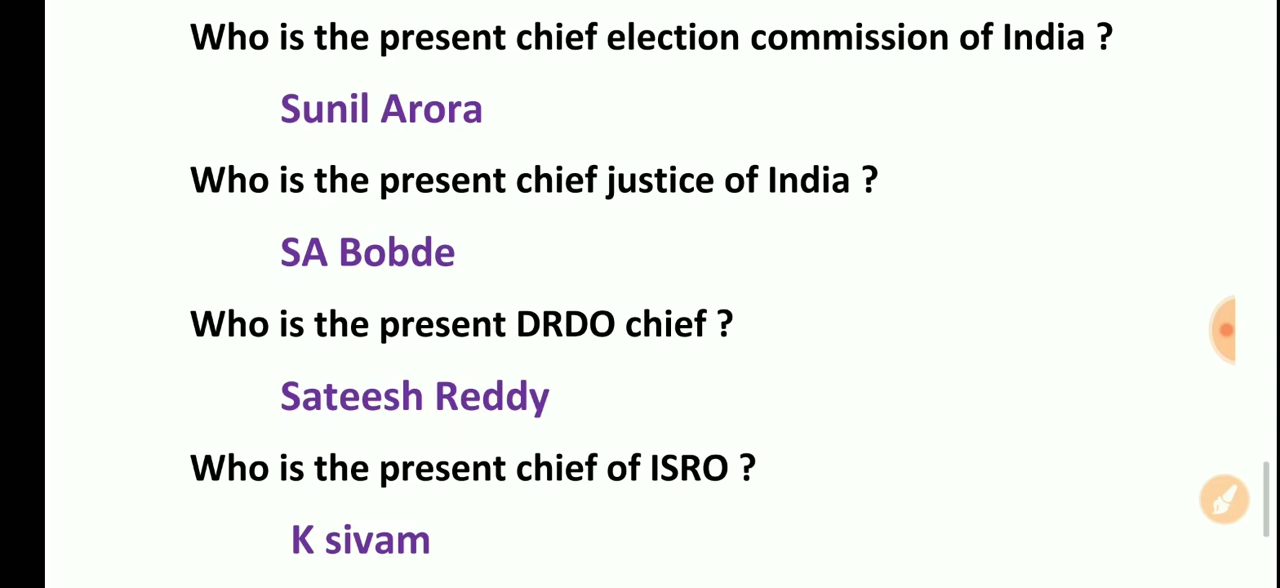 Who is the present chief election commission of India ?
Sunil Arora
Who is the present chief justice of India ?
SA Bobde
Who is the present DRDO chief ?
Sateesh Reddy
Who is the present chief of ISRO ?
K sivam